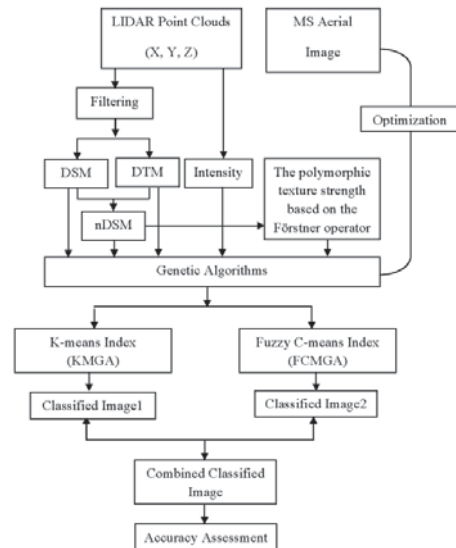 LIDAR Point Clouds
(X, Y, Z)
MS Aerial
Image
Filtering
Optimization
DSM
DTM
Intensity
The polymorphic
texture strength
based on the
Förstner operator
nDSM
Genetic Algorithms
K-means Index
(KMGA)
Fuzzy C-means Index
(FCMGA)
Classified Image1
Classified Image2
Combined Classified
Image
Accuracy Assessment